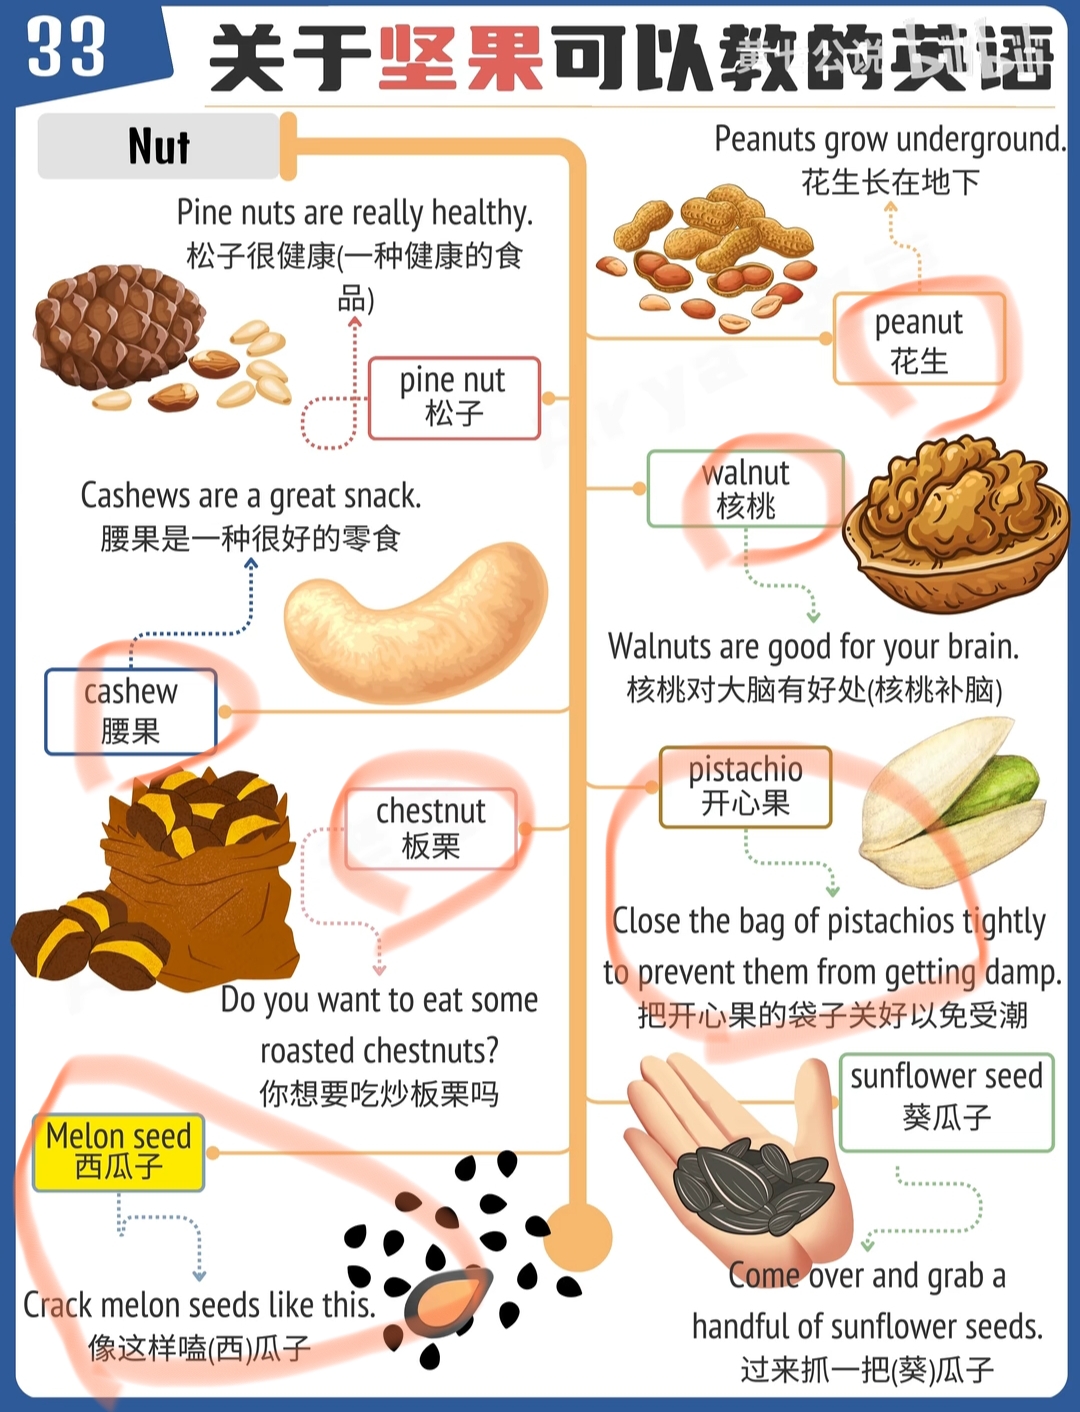 33
关于坚果可以教的英语
黄七公说
bilibili
Nut
Peanuts grow underground.
花生长在地下
Pine nuts are really healthy.
松子很健康(一种健康的食
品)
peanut
花生
pine nut
松子
walnut
核桃
Cashews are a great snack.
腰果是一种很好的零食
Walnuts are good for your brain.
核桃对大脑有好处(核桃补脑)
cashew
腰果
pistachio
开心果
chestnut
板栗
Close the bag of pistachios tightly
to prevent them from getting damp.
把开心果的袋子关好以免受潮
Do you want to eat some
roasted chestnuts?
你想要吃炒板栗吗
sunflower seed
葵瓜子
Melon seed
西瓜子
Come over and grab a
handful of sunflower seeds.
过来抓一把(葵)瓜子
Crack melon seeds like this.
像这样嗑(西)瓜子
Arya